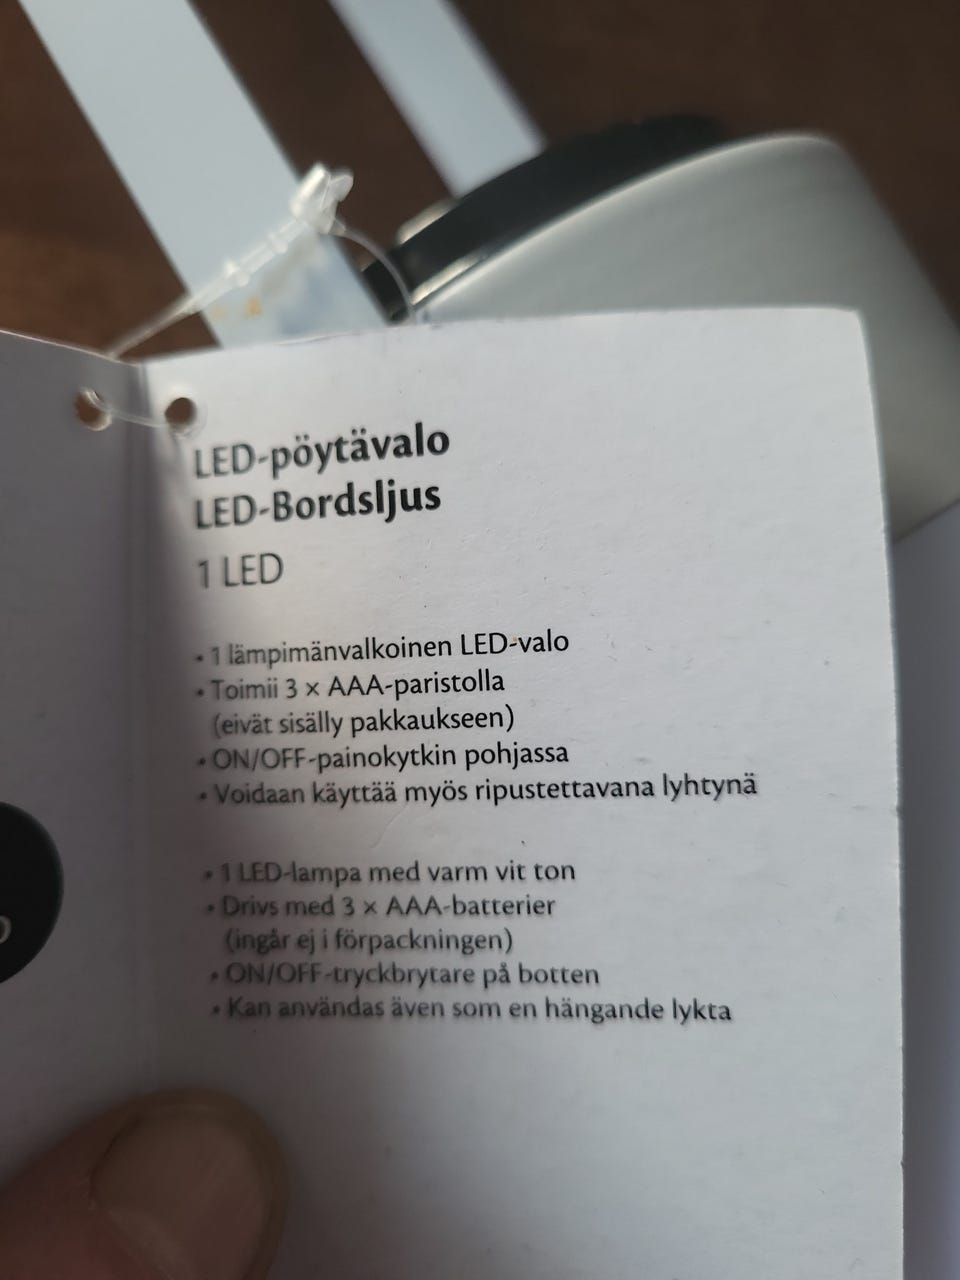 LED-pöytävalo
LED-Bordsljus
1 LED
• 1 lämpimänvalkoinen LED-valo
• Toimii 3 × AAA-paristolla
(eivät sisälly pakkaukseen)
• ON/OFF-painokytkin pohjassa
• Voidaan käyttää myös ripustettavana lyhtynä
• 1 LED-lampa med varm vit ton
• Drivs med 3 × AAA-batterier
(ingår ej i förpackningen)
• ON/OFF-tryckbrytare på botten
• Kan användas även som en hängande lykta